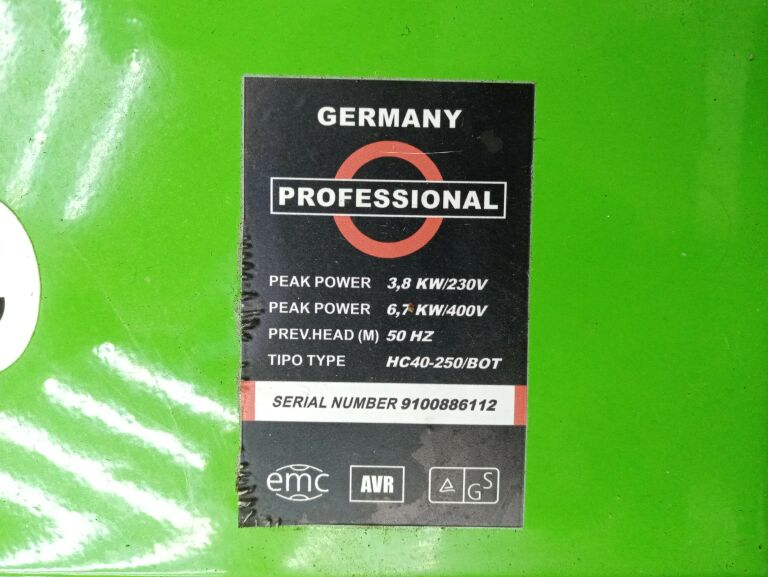 GERMANY
PROFESSIONAL
PEAK POWER 3,8 KW/230V
PEAK POWER 6,7 KW/400V
PREV.HEAD (M) 50 HZ
TIPO TYPE HC40-250/BOT
SERIAL NUMBER 9100886112
emc AVR GS